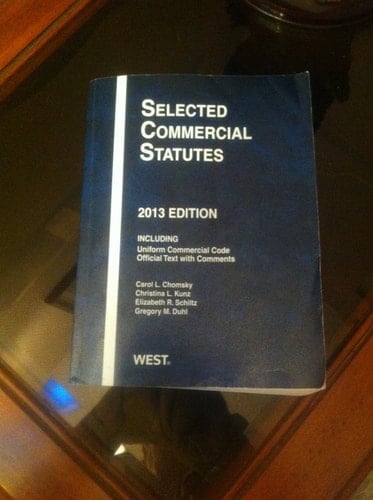 SELECTED
COMMERCIAL
STATUTES
2013 EDITION
INCLUDING
Uniform Commercial Code
Official Text with Comments
Carol L. Chomsky
Christina L. Kunz
Elizabeth R. Schiltz
Gregory M. Duhl
WEST®